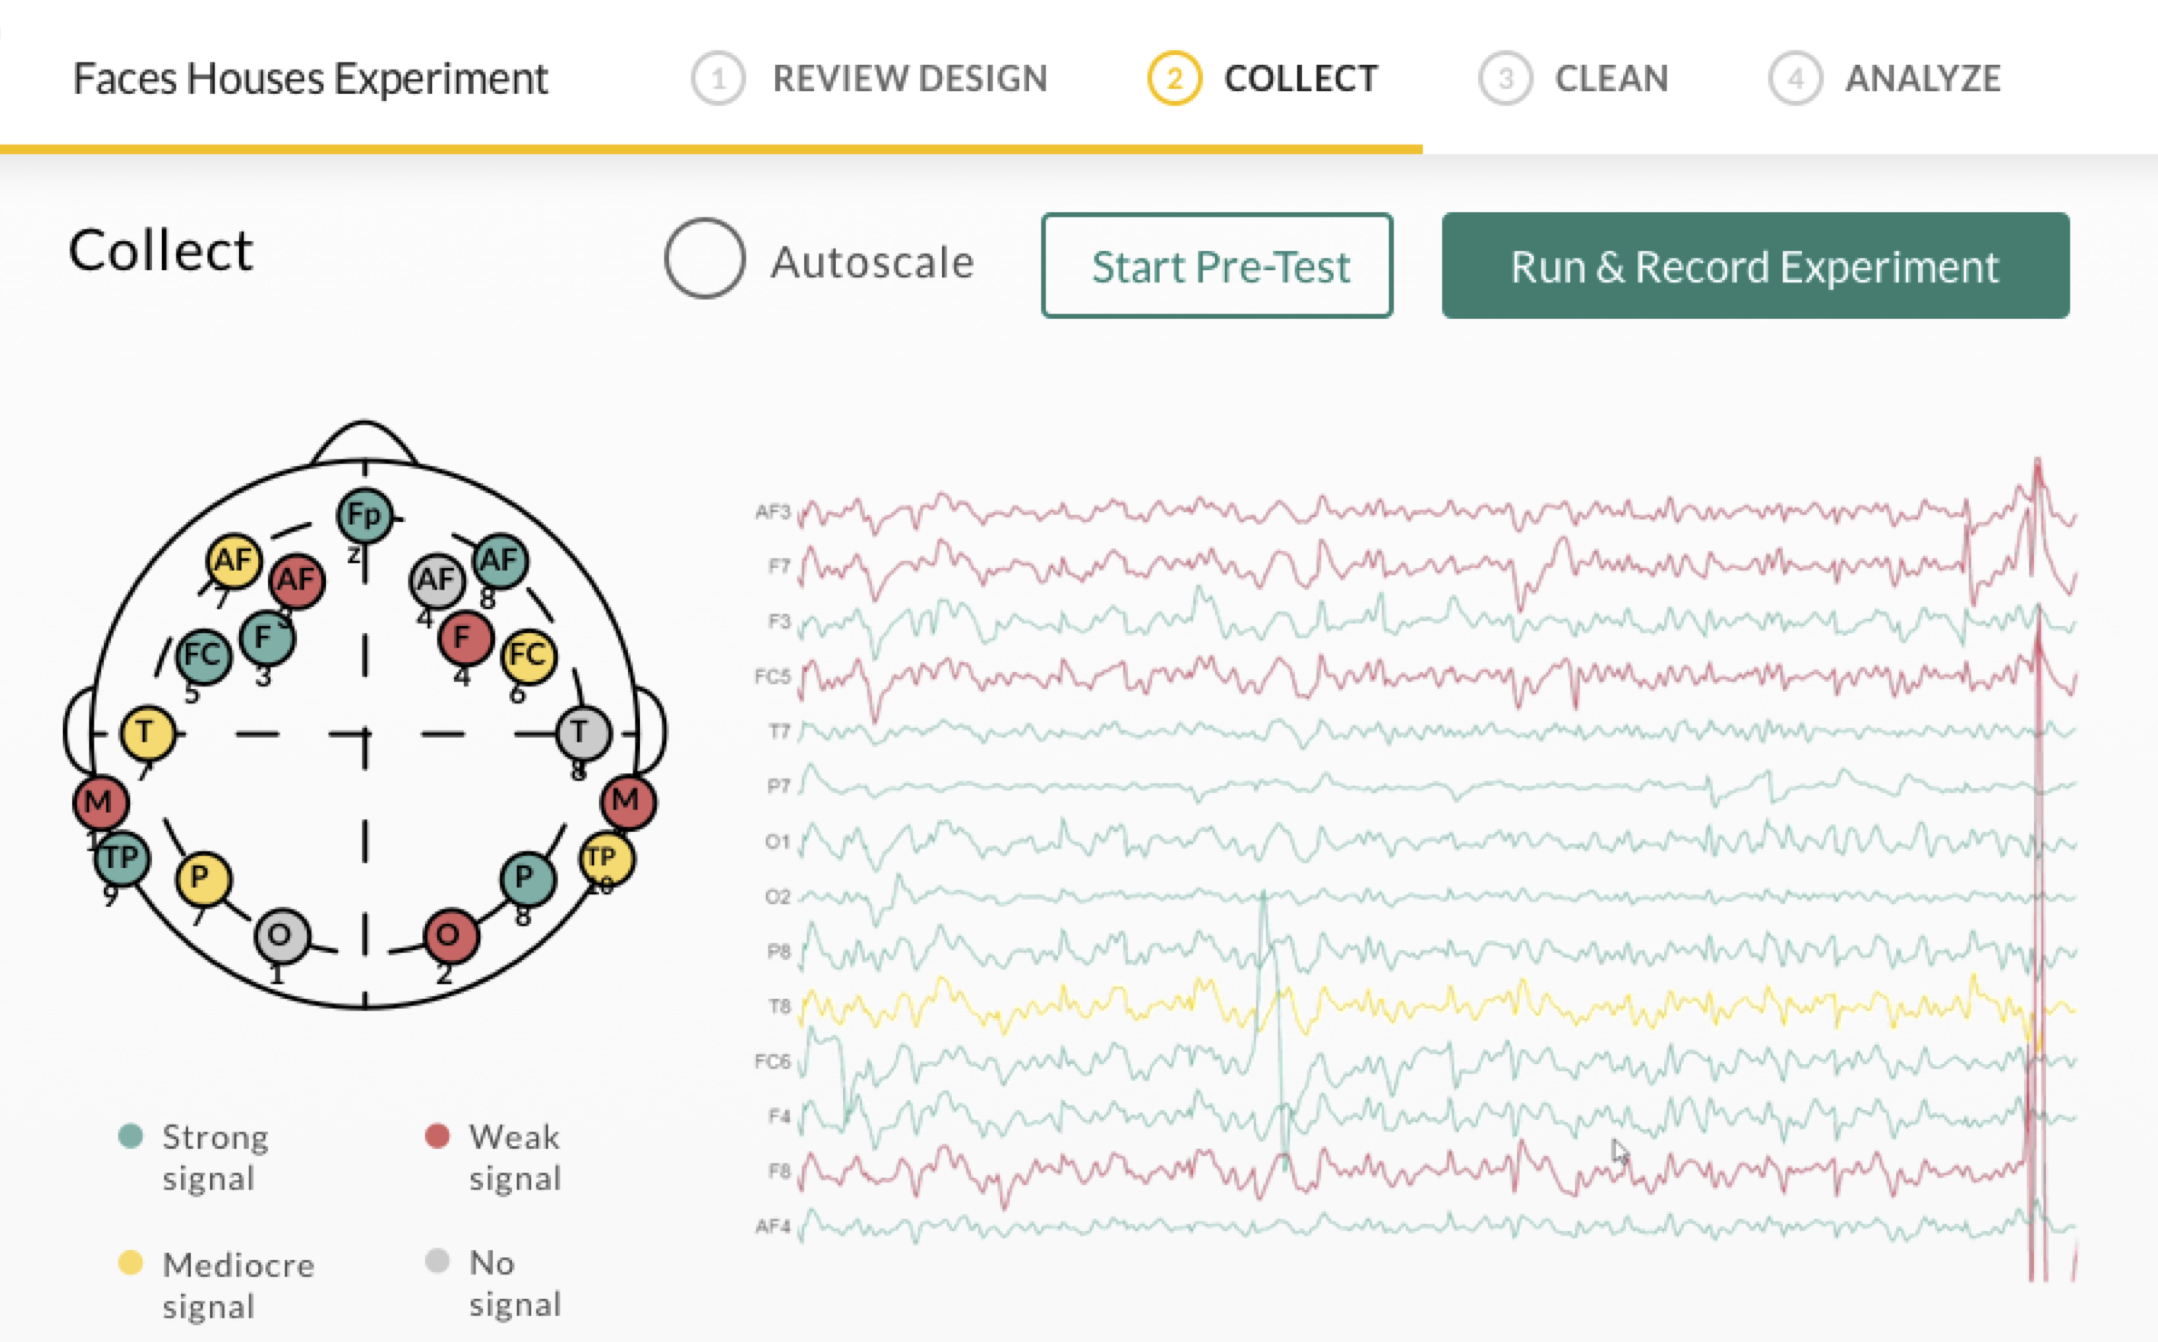 Faces Houses Experiment
1 REVIEW DESIGN
2 COLLECT
3 CLEAN
4 ANALYZE
Collect
Autoscale
Start Pre-Test
Run & Record Experiment
Fp
z
AF
7
AF
3
AF
4
AF
8
FC
5
F
3
F
4
FC
6
T
7
T
8
M
1
M
TP
9
TP
10
P
7
P
8
O
1
O
2
Strong
signal
Weak
signal
Mediocre
signal
No
signal
AF3
F7
F3
FC5
T7
P7
O1
O2
P8
T8
FC6
F4
F8
AF4